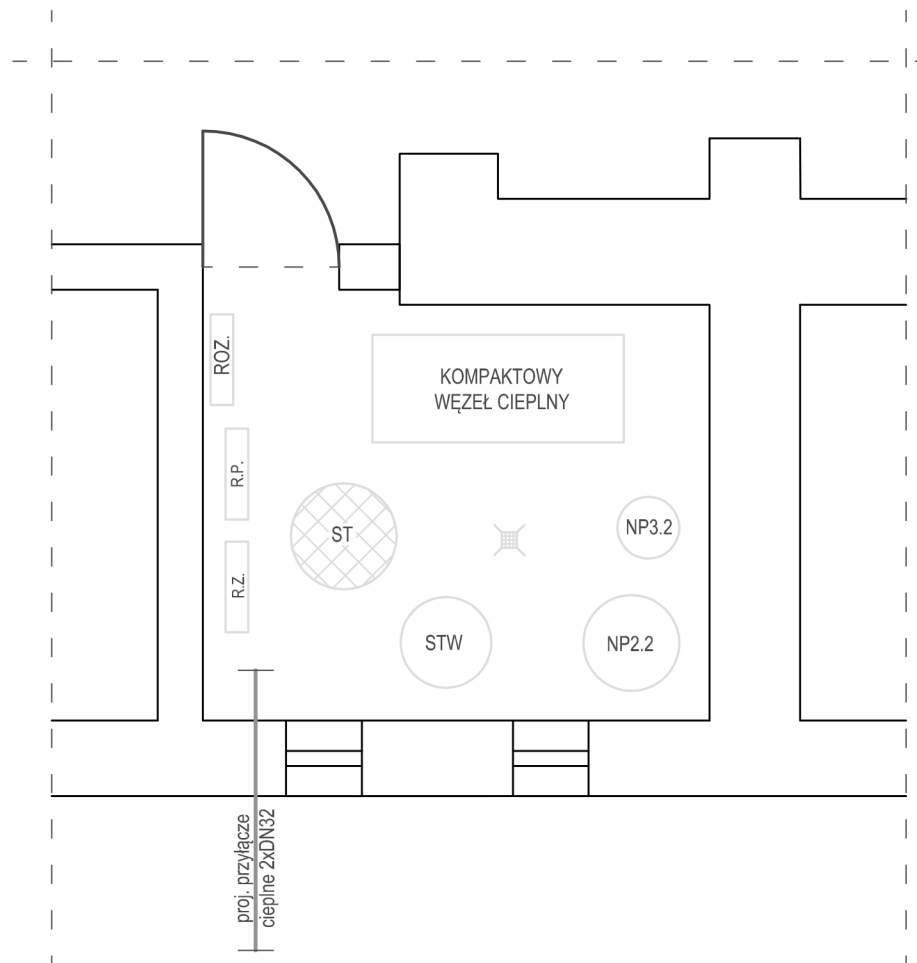 ROZ.
KOMPAKTOWY
WĘZEŁ CIEPLNY
R.P.
ST
NP3.2
R.Z.
STW
NP2.2
proj. przyłącze
cieplne 2xDN32